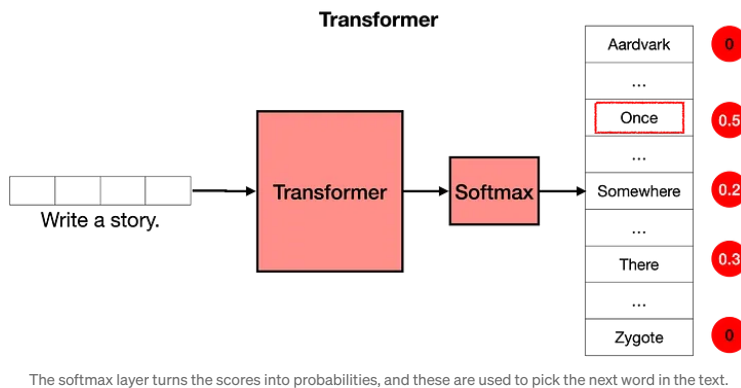 Transformer
Aardvark 0
...
Once 0.5
...
Write a story.
Transformer
Softmax
Somewhere 0.2
...
There 0.3
...
Zygote 0
The softmax layer turns the scores into probabilities, and these are used to pick the next word in the text.